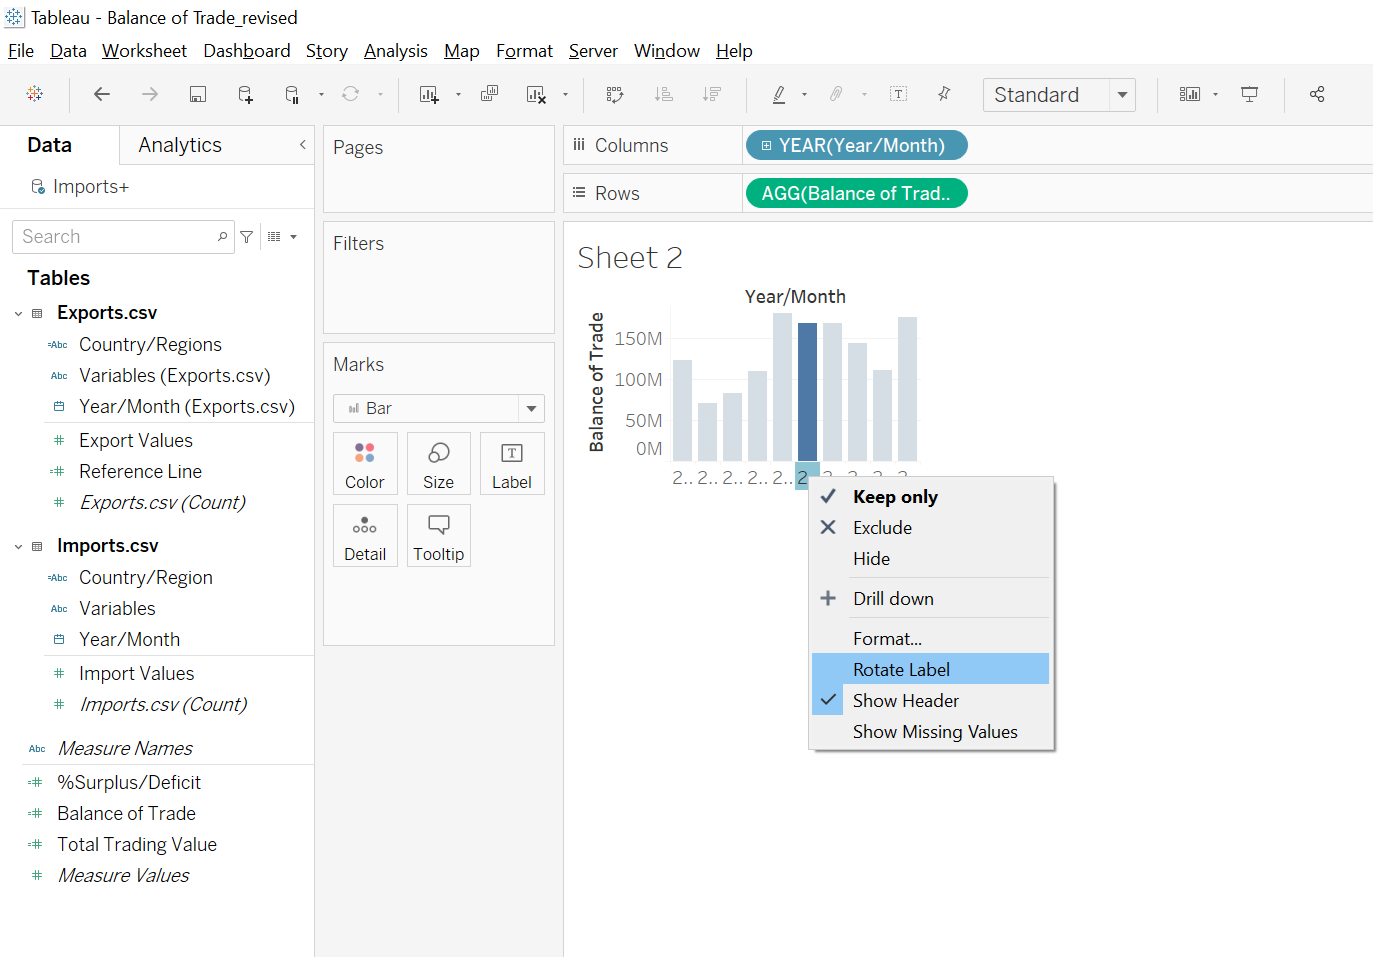 Tableau - Balance of Trade_revised
File Data Worksheet Dashboard Story Analysis Map Format Server Window Help
Standard
Data Analytics
Imports+
Search
Tables
Exports.csv
Abc Country/Regions
Abc Variables (Exports.csv)
Year/Month (Exports.csv)
Export Values
Reference Line
Exports.csv (Count)
Imports.csv
Abc Country/Region
Abc Variables
Year/Month
Import Values
Imports.csv (Count)
Abc Measure Names
%Surplus/Deficit
Balance of Trade
Total Trading Value
Measure Values
Pages
Filters
Marks
Bar
Color Size Label
Detail Tooltip
Columns YEAR(Year/Month)
Rows AGG(Balance of Trad..
Sheet 2
Year/Month
Balance of Trade
150M
100M
50M
0M
2.. 2.. 2.. 2.. 2.. 2
Keep only
Exclude
Hide
Drill down
Format...
Rotate Label
Show Header
Show Missing Values